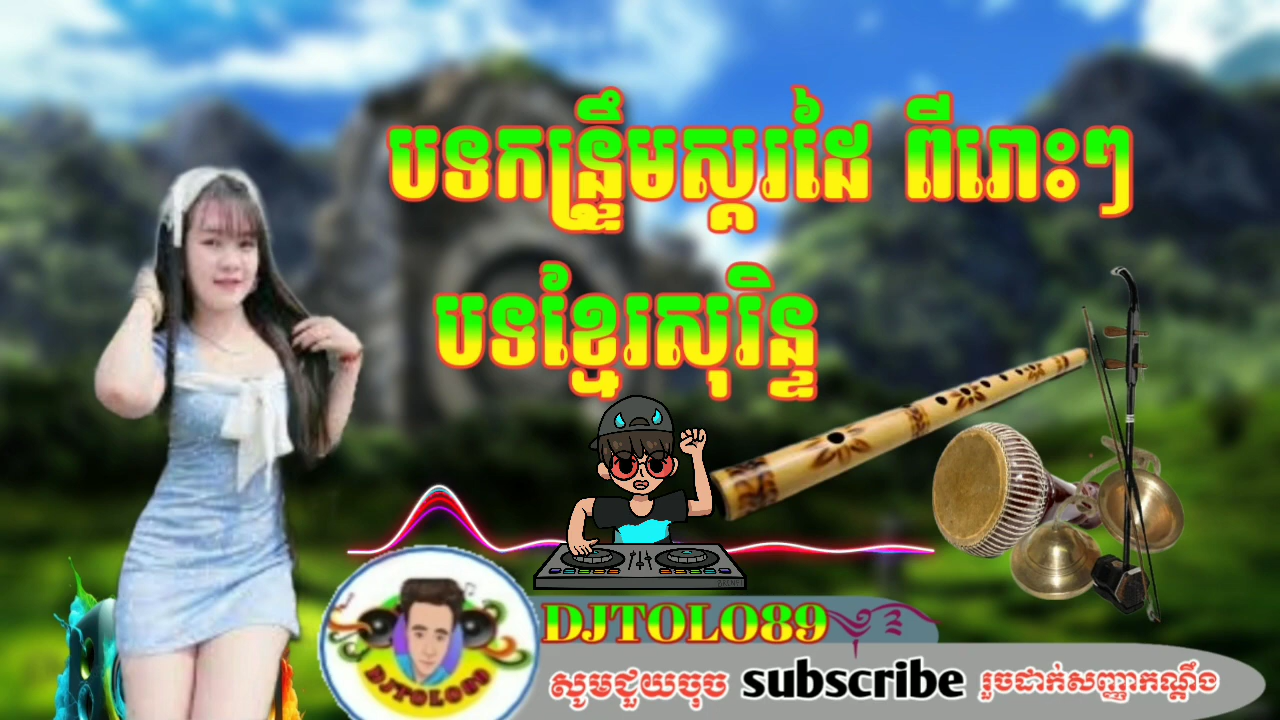 បទកន្ទ្រឹមស្គរដៃ ពីរោះៗ
បទខ្មែរសុរិន្ទ
DJTOLO89
DJTOLO89
សូមជួយចុច subscribe រួចដាក់សញ្ញាកណ្ដឹង